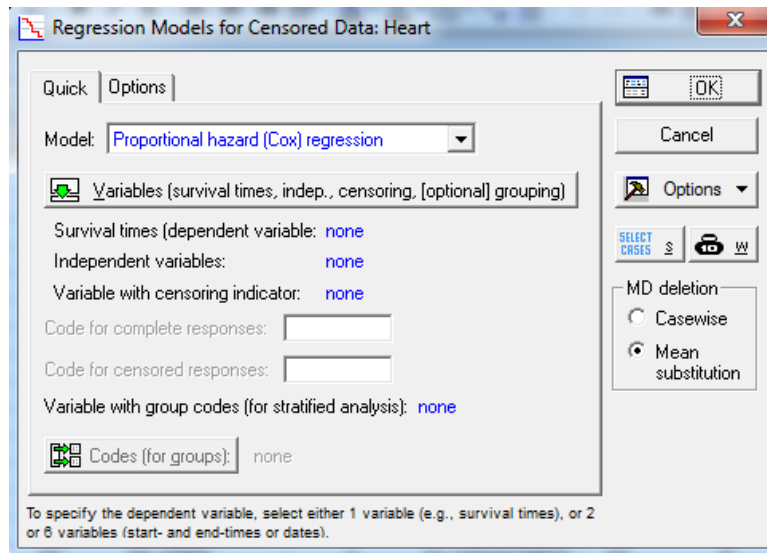 Regression Models for Censored Data: Heart
Quick Options
OK
Model: Proportional hazard (Cox) regression
Cancel
Variables (survival times, indep., censoring, [optional] grouping)
Options
Survival times (dependent variable: none
SELECT CASES S W
Independent variables: none
Variable with censoring indicator: none
MD deletion
Casewise
Mean
substitution
Code for complete responses:
Code for censored responses:
Variable with group codes (for stratified analysis): none
Codes (for groups): none
To specify the dependent variable, select either 1 variable (e.g., survival times), or 2
or 6 variables (start- and end-times or dates).